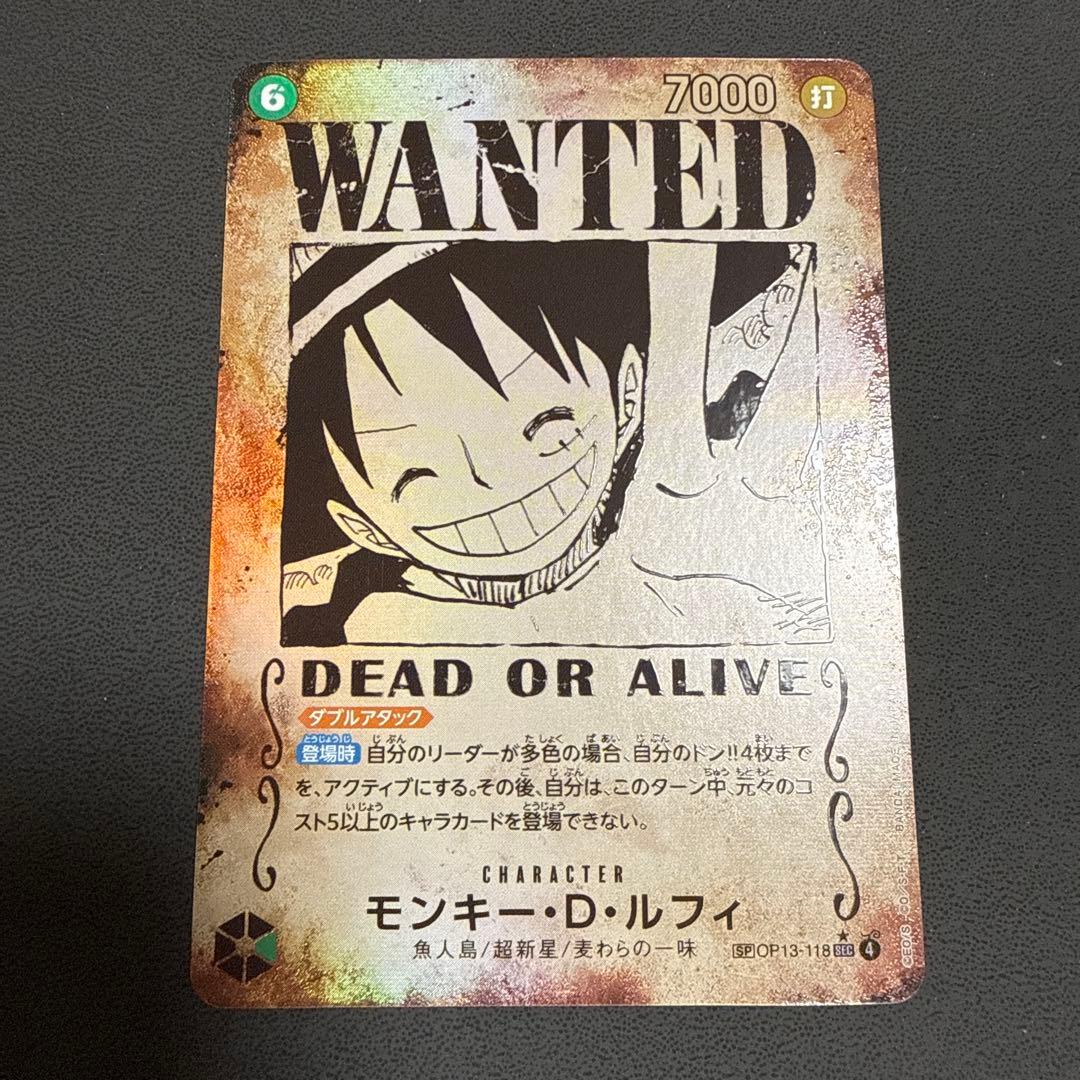 6 7000 打
WANTED
DEAD OR ALIVE
ダブルアタック
登場時 自分のリーダーが多色の場合、自分のドン!!4枚まで
を、アクティブにする。その後、自分は、このターン中、元々のコ
スト5以上のキャラカードを登場できない。
CHARACTER
モンキー・D・ルフィ
魚人島/超新星/麦わらの一味
SP OP13-118 SEC 4